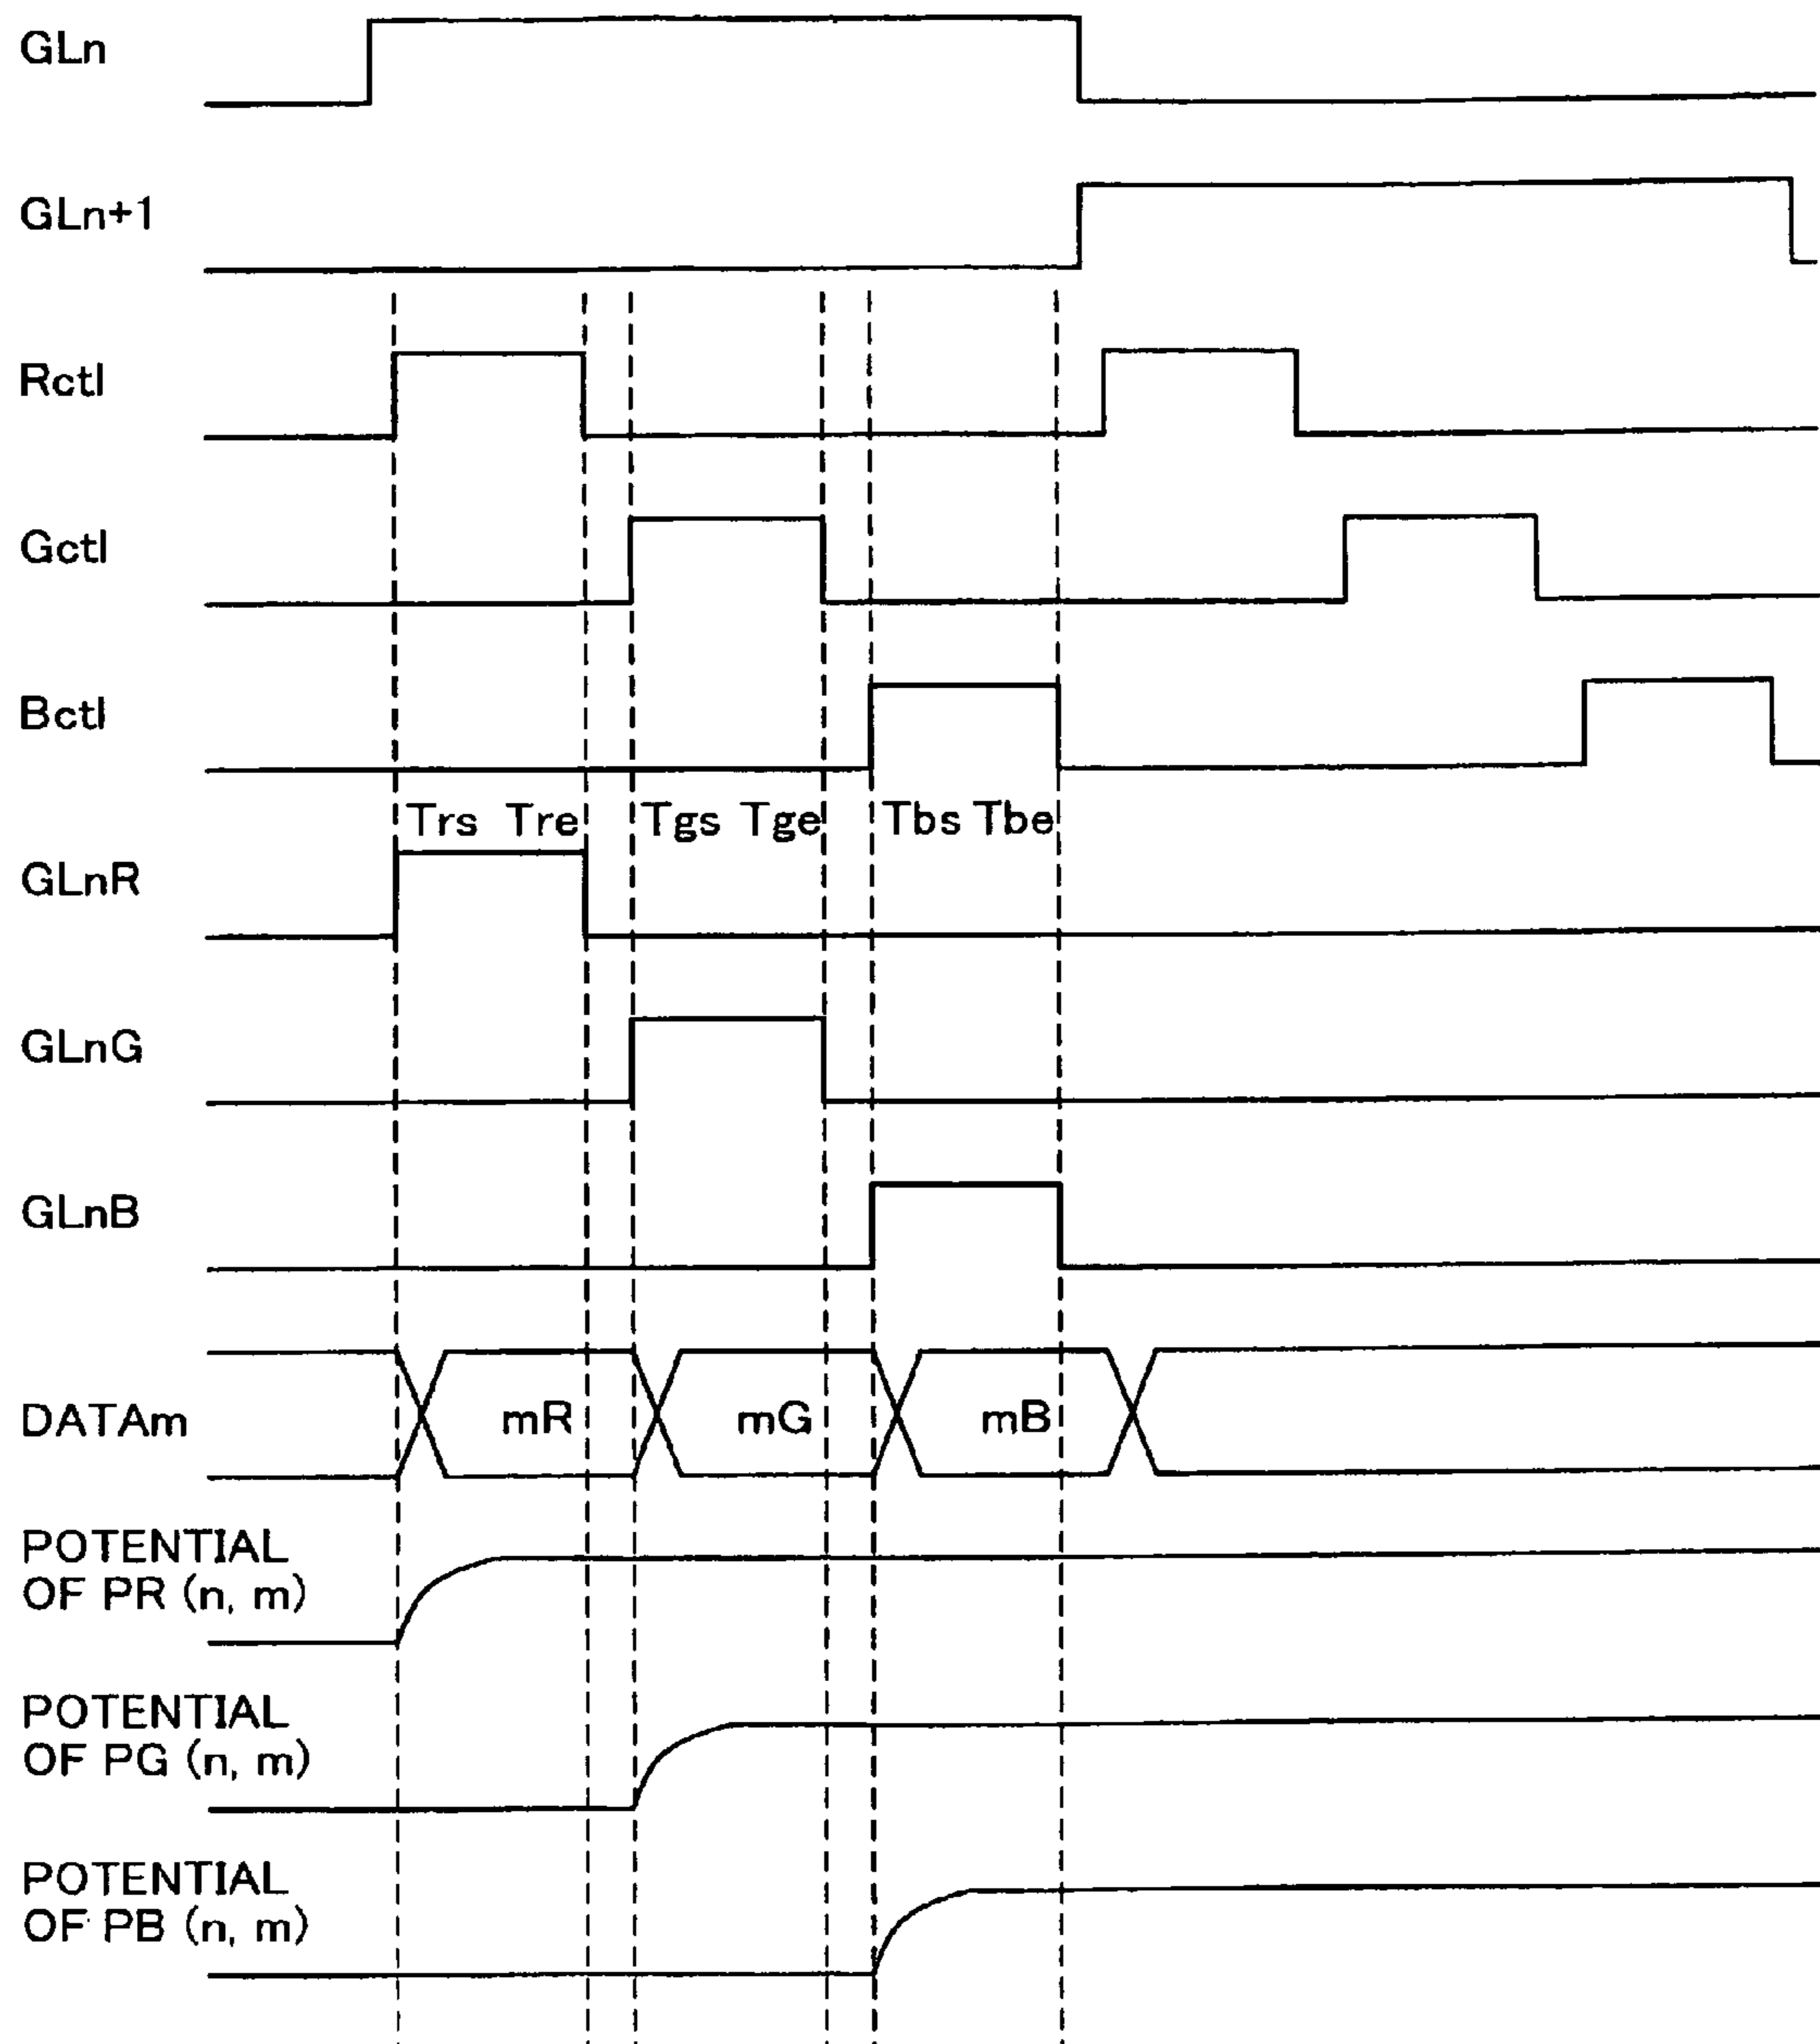 GLn
GLn+1
Rctl
Gctl
Bctl
Trs Tre Tgs Tge Tbs Tbe
GLnR
GLnG
GLnB
DATAm mR mG mB
POTENTIAL
OF PR (n, m)
POTENTIAL
OF PG (n, m)
POTENTIAL
OF PB (n, m)